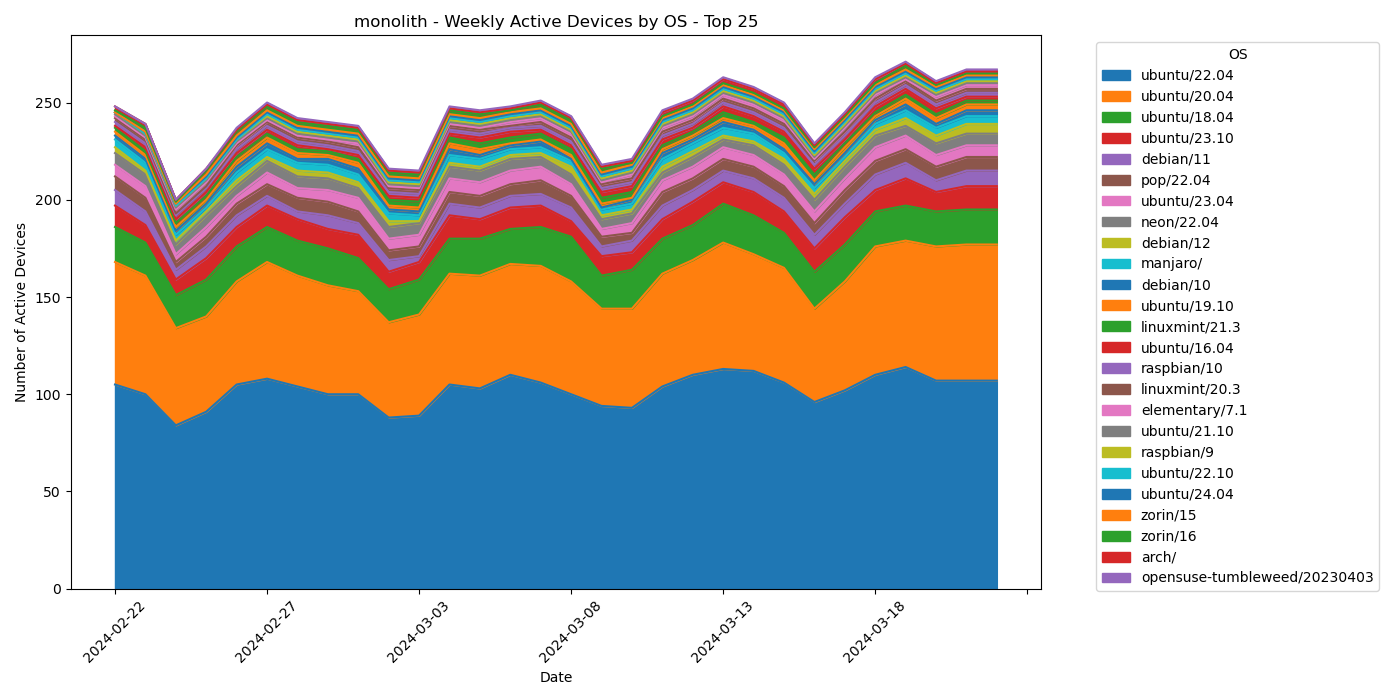 monolith - Weekly Active Devices by OS - Top 25
Number of Active Devices
250
200
150
100
50
0
2024-02-22
2024-02-27
2024-03-03
2024-03-08
2024-03-13
2024-03-18
Date
OS
ubuntu/22.04
ubuntu/20.04
ubuntu/18.04
ubuntu/23.10
debian/11
pop/22.04
ubuntu/23.04
neon/22.04
debian/12
manjaro/
debian/10
ubuntu/19.10
linuxmint/21.3
ubuntu/16.04
raspbian/10
linuxmint/20.3
elementary/7.1
ubuntu/21.10
raspbian/9
ubuntu/22.10
ubuntu/24.04
zorin/15
zorin/16
arch/
opensuse-tumbleweed/20230403